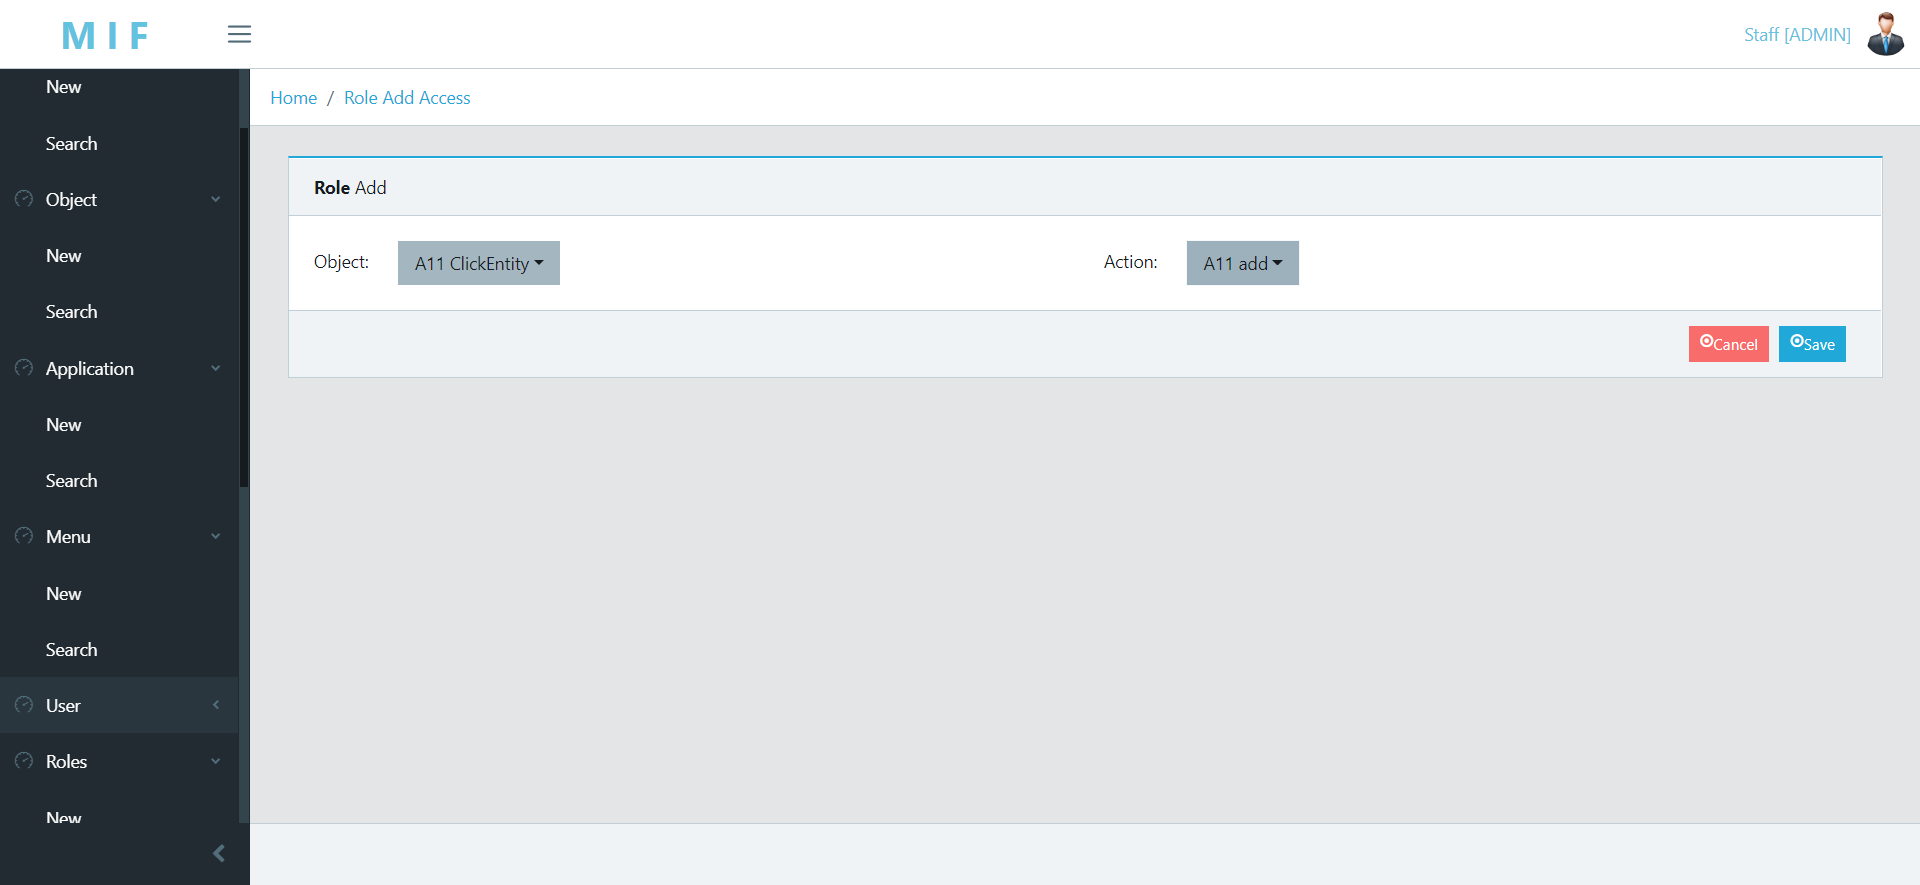 M I F
Staff [ADMIN]
New
Search
Object
New
Search
Application
New
Search
Menu
New
Search
User
Roles
New
Home / Role Add Access
Role Add
Object: A11 ClickEntity
Action: A11 add
Cancel Save